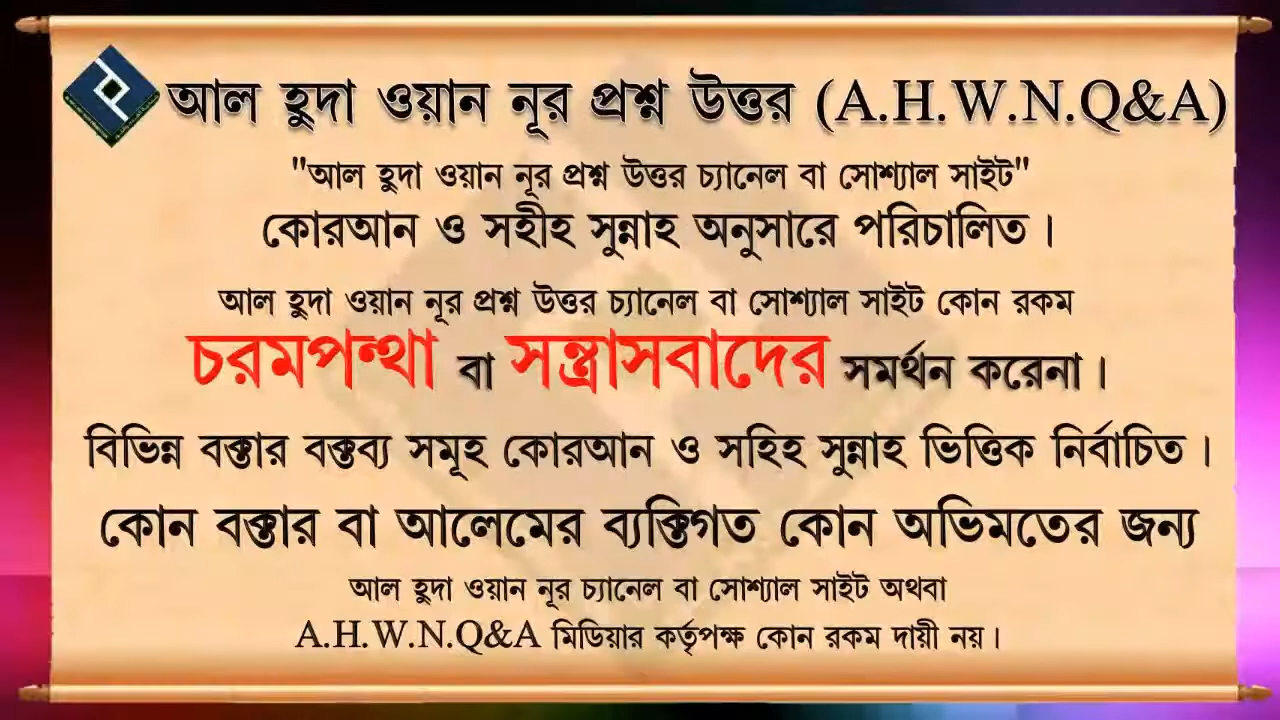 আল হুদা ওয়ান নূর প্রশ্ন উত্তর (A.H.W.N.Q&A)
"আল হুদা ওয়ান নূর প্রশ্ন উত্তর চ্যানেল বা সোশ্যাল সাইট"
কোরআন ও সহীহ সুন্নাহ অনুসারে পরিচালিত।
আল হুদা ওয়ান নূর প্রশ্ন উত্তর চ্যানেল বা সোশ্যাল সাইট কোন রকম
চরমপন্থা বা সন্ত্রাসবাদের সমর্থন করেনা।
বিভিন্ন বক্তার বক্তব্য সমূহ কোরআন ও সহিহ সুন্নাহ ভিত্তিক নির্বাচিত।
কোন বক্তার বা আলেমের ব্যক্তিগত কোন অভিমতের জন্য
আল হুদা ওয়ান নূর চ্যানেল বা সোশ্যাল সাইট অথবা
A.H.W.N.Q&A মিডিয়ার কর্তৃপক্ষ কোন রকম দায়ী নয়।